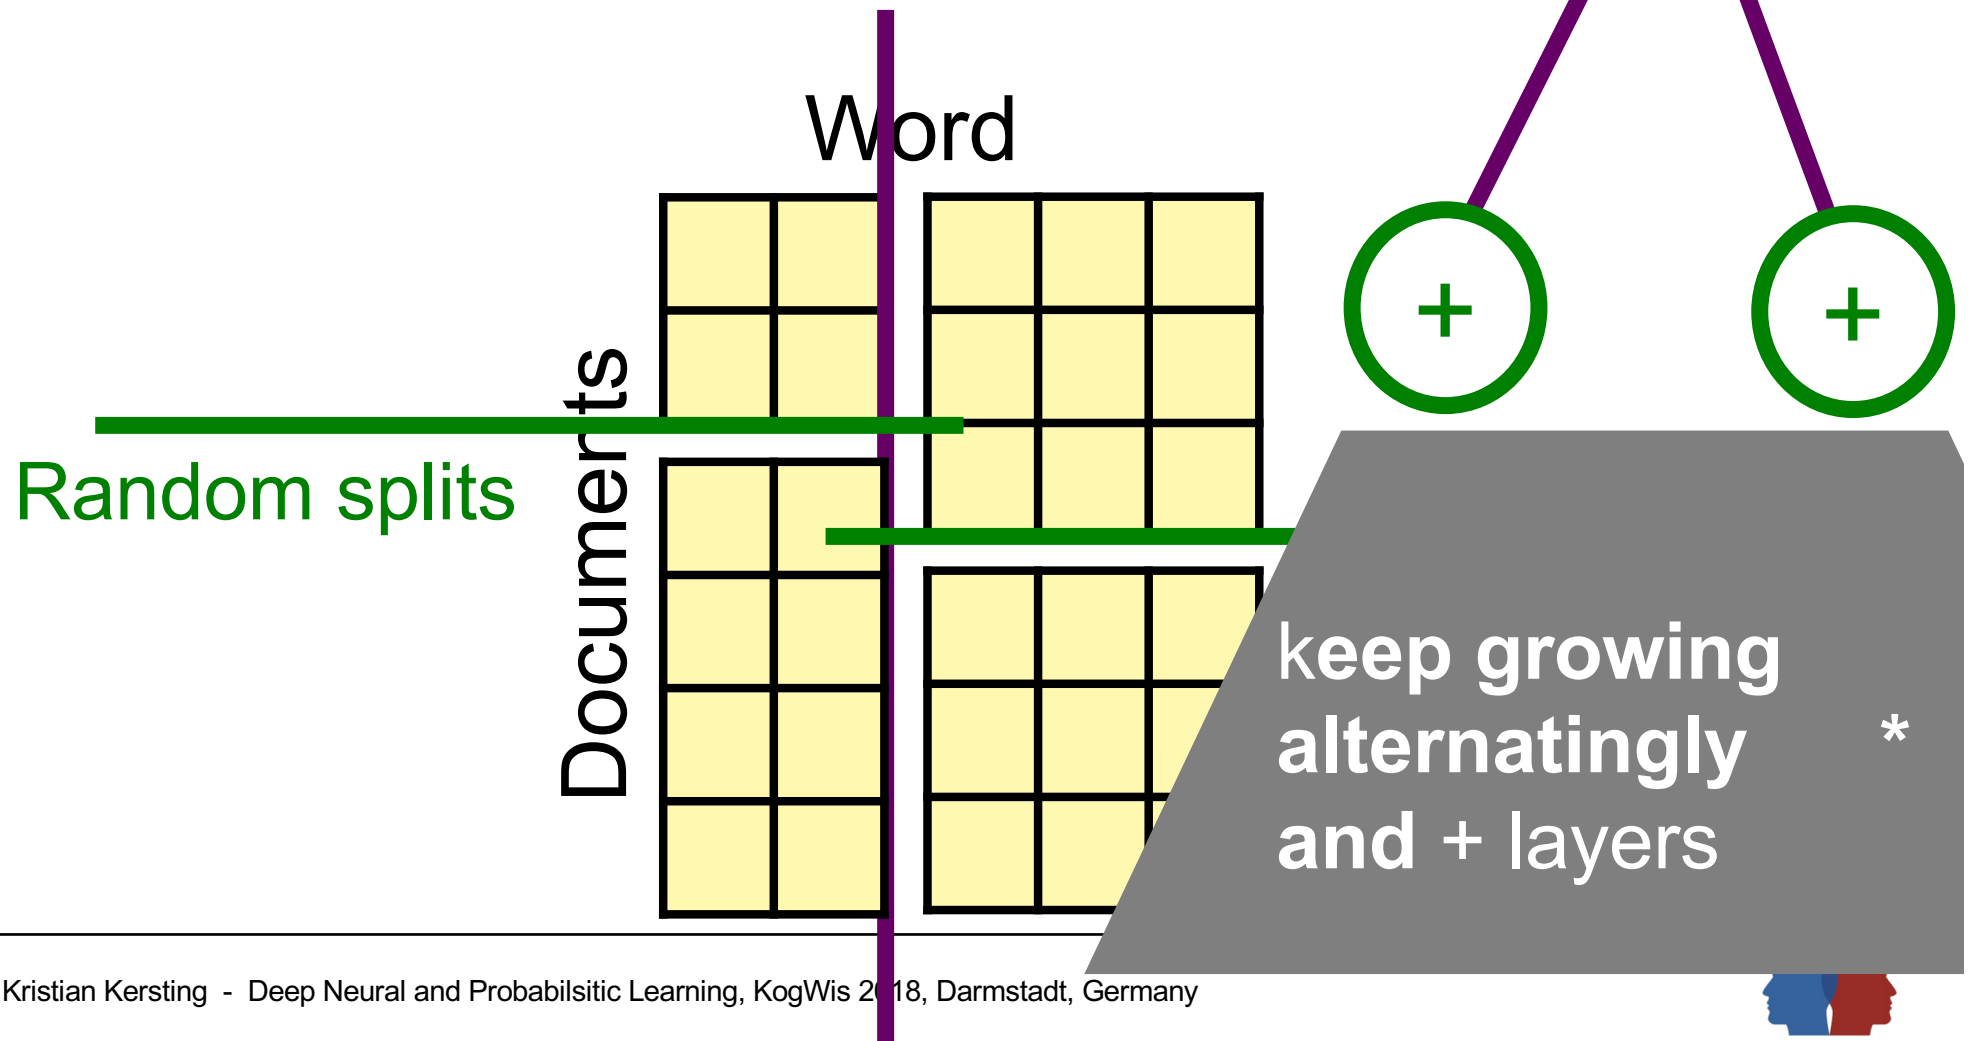 Word
Documents
Random splits
+
+
keep growing
alternatingly *
and + layers
Kristian Kersting - Deep Neural and Probabilsitic Learning, KogWis 2018, Darmstadt, Germany